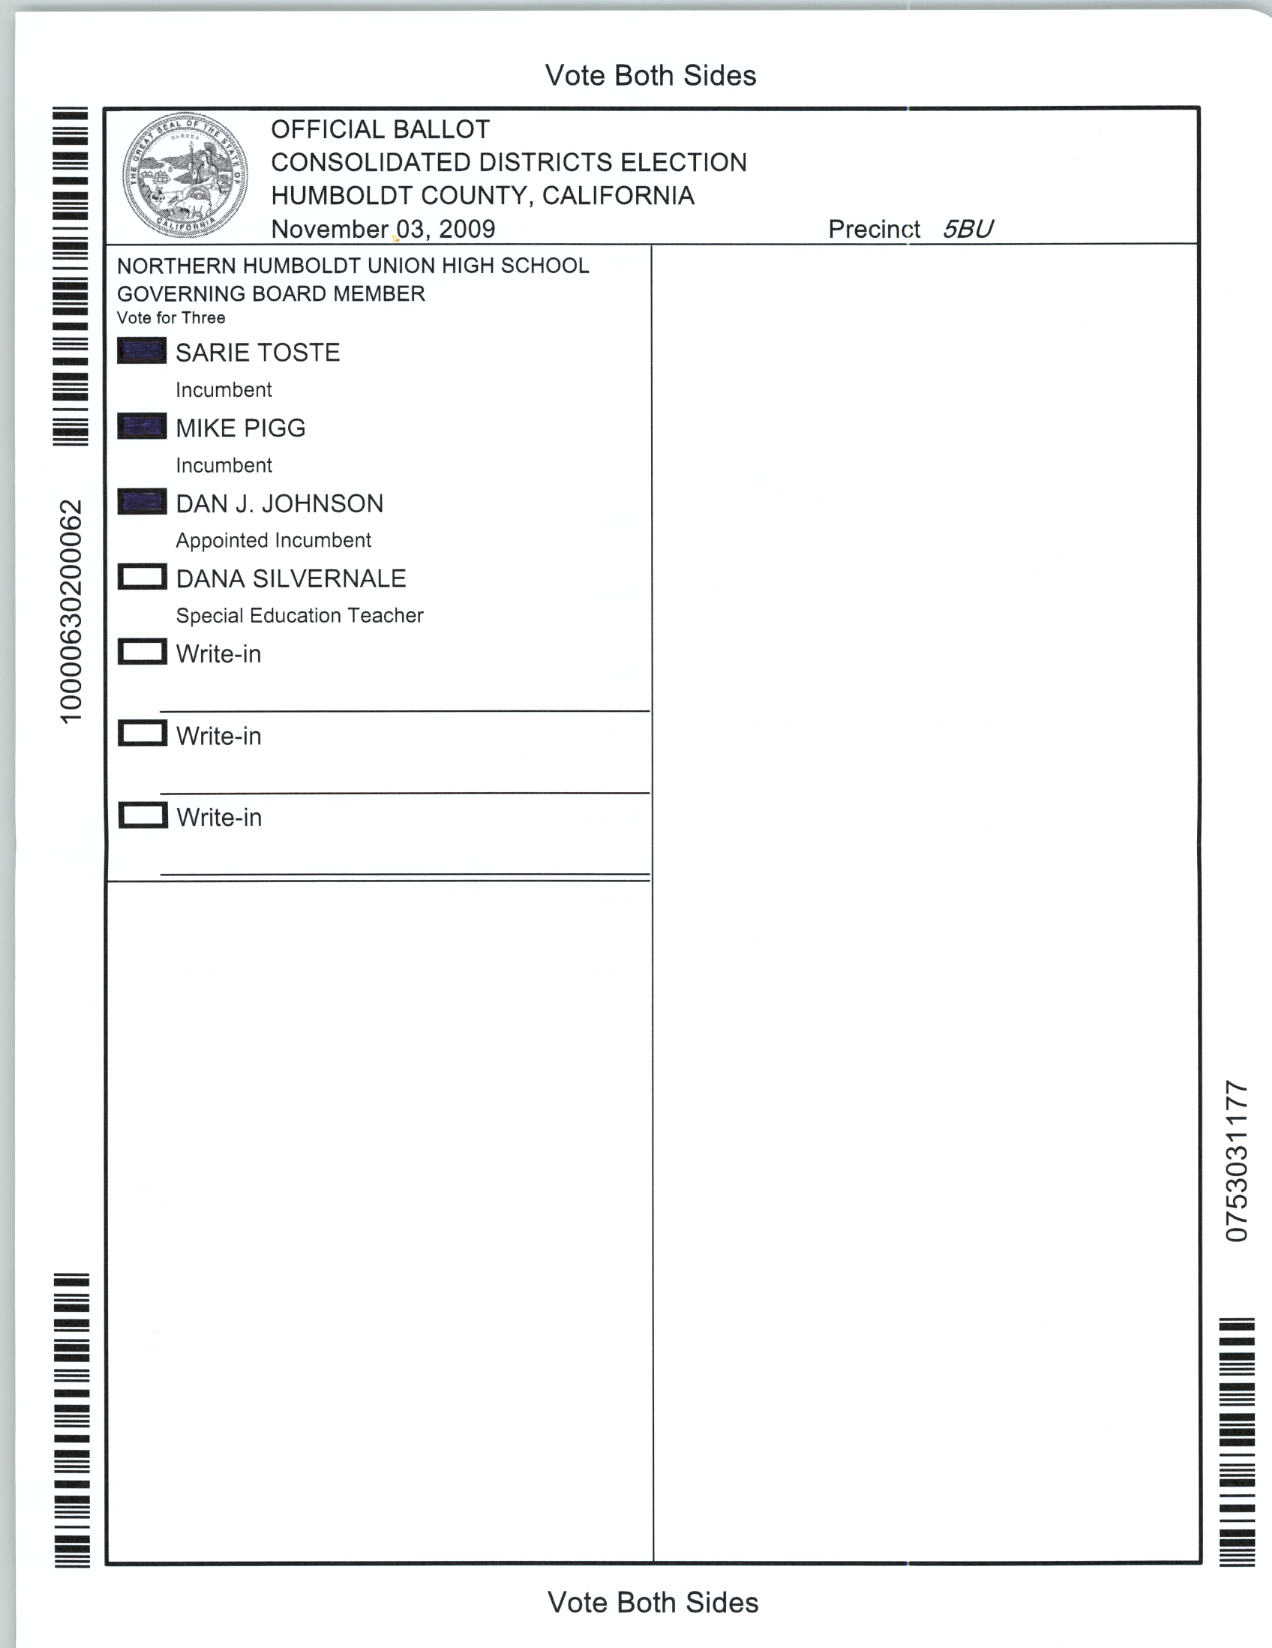 Vote Both Sides
OFFICIAL BALLOT
CONSOLIDATED DISTRICTS ELECTION
HUMBOLDT COUNTY, CALIFORNIA
November 03, 2009
Precinct 5BU
THE GREAT SEAL OF THE STATE OF CALIFORNIA
NORTHERN HUMBOLDT UNION HIGH SCHOOL
GOVERNING BOARD MEMBER
Vote for Three
SARIE TOSTE
Incumbent
MIKE PIGG
Incumbent
DAN J. JOHNSON
Appointed Incumbent
DANA SILVERNALE
Special Education Teacher
Write-in
Write-in
Write-in
10000630200062
0753031177
Vote Both Sides